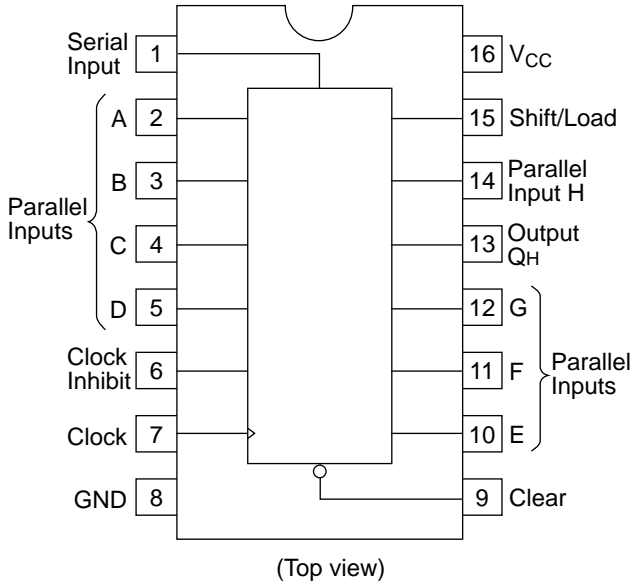 Serial
Input
1
16
VCC
A
2
15
Shift/Load
B
3
14
Parallel
Input H
Parallel
Inputs
C
4
13
Output
QH
D
5
12
G
Clock
Inhibit
6
11
F
Parallel
Inputs
Clock
7
10
E
GND
8
9
Clear
(Top view)